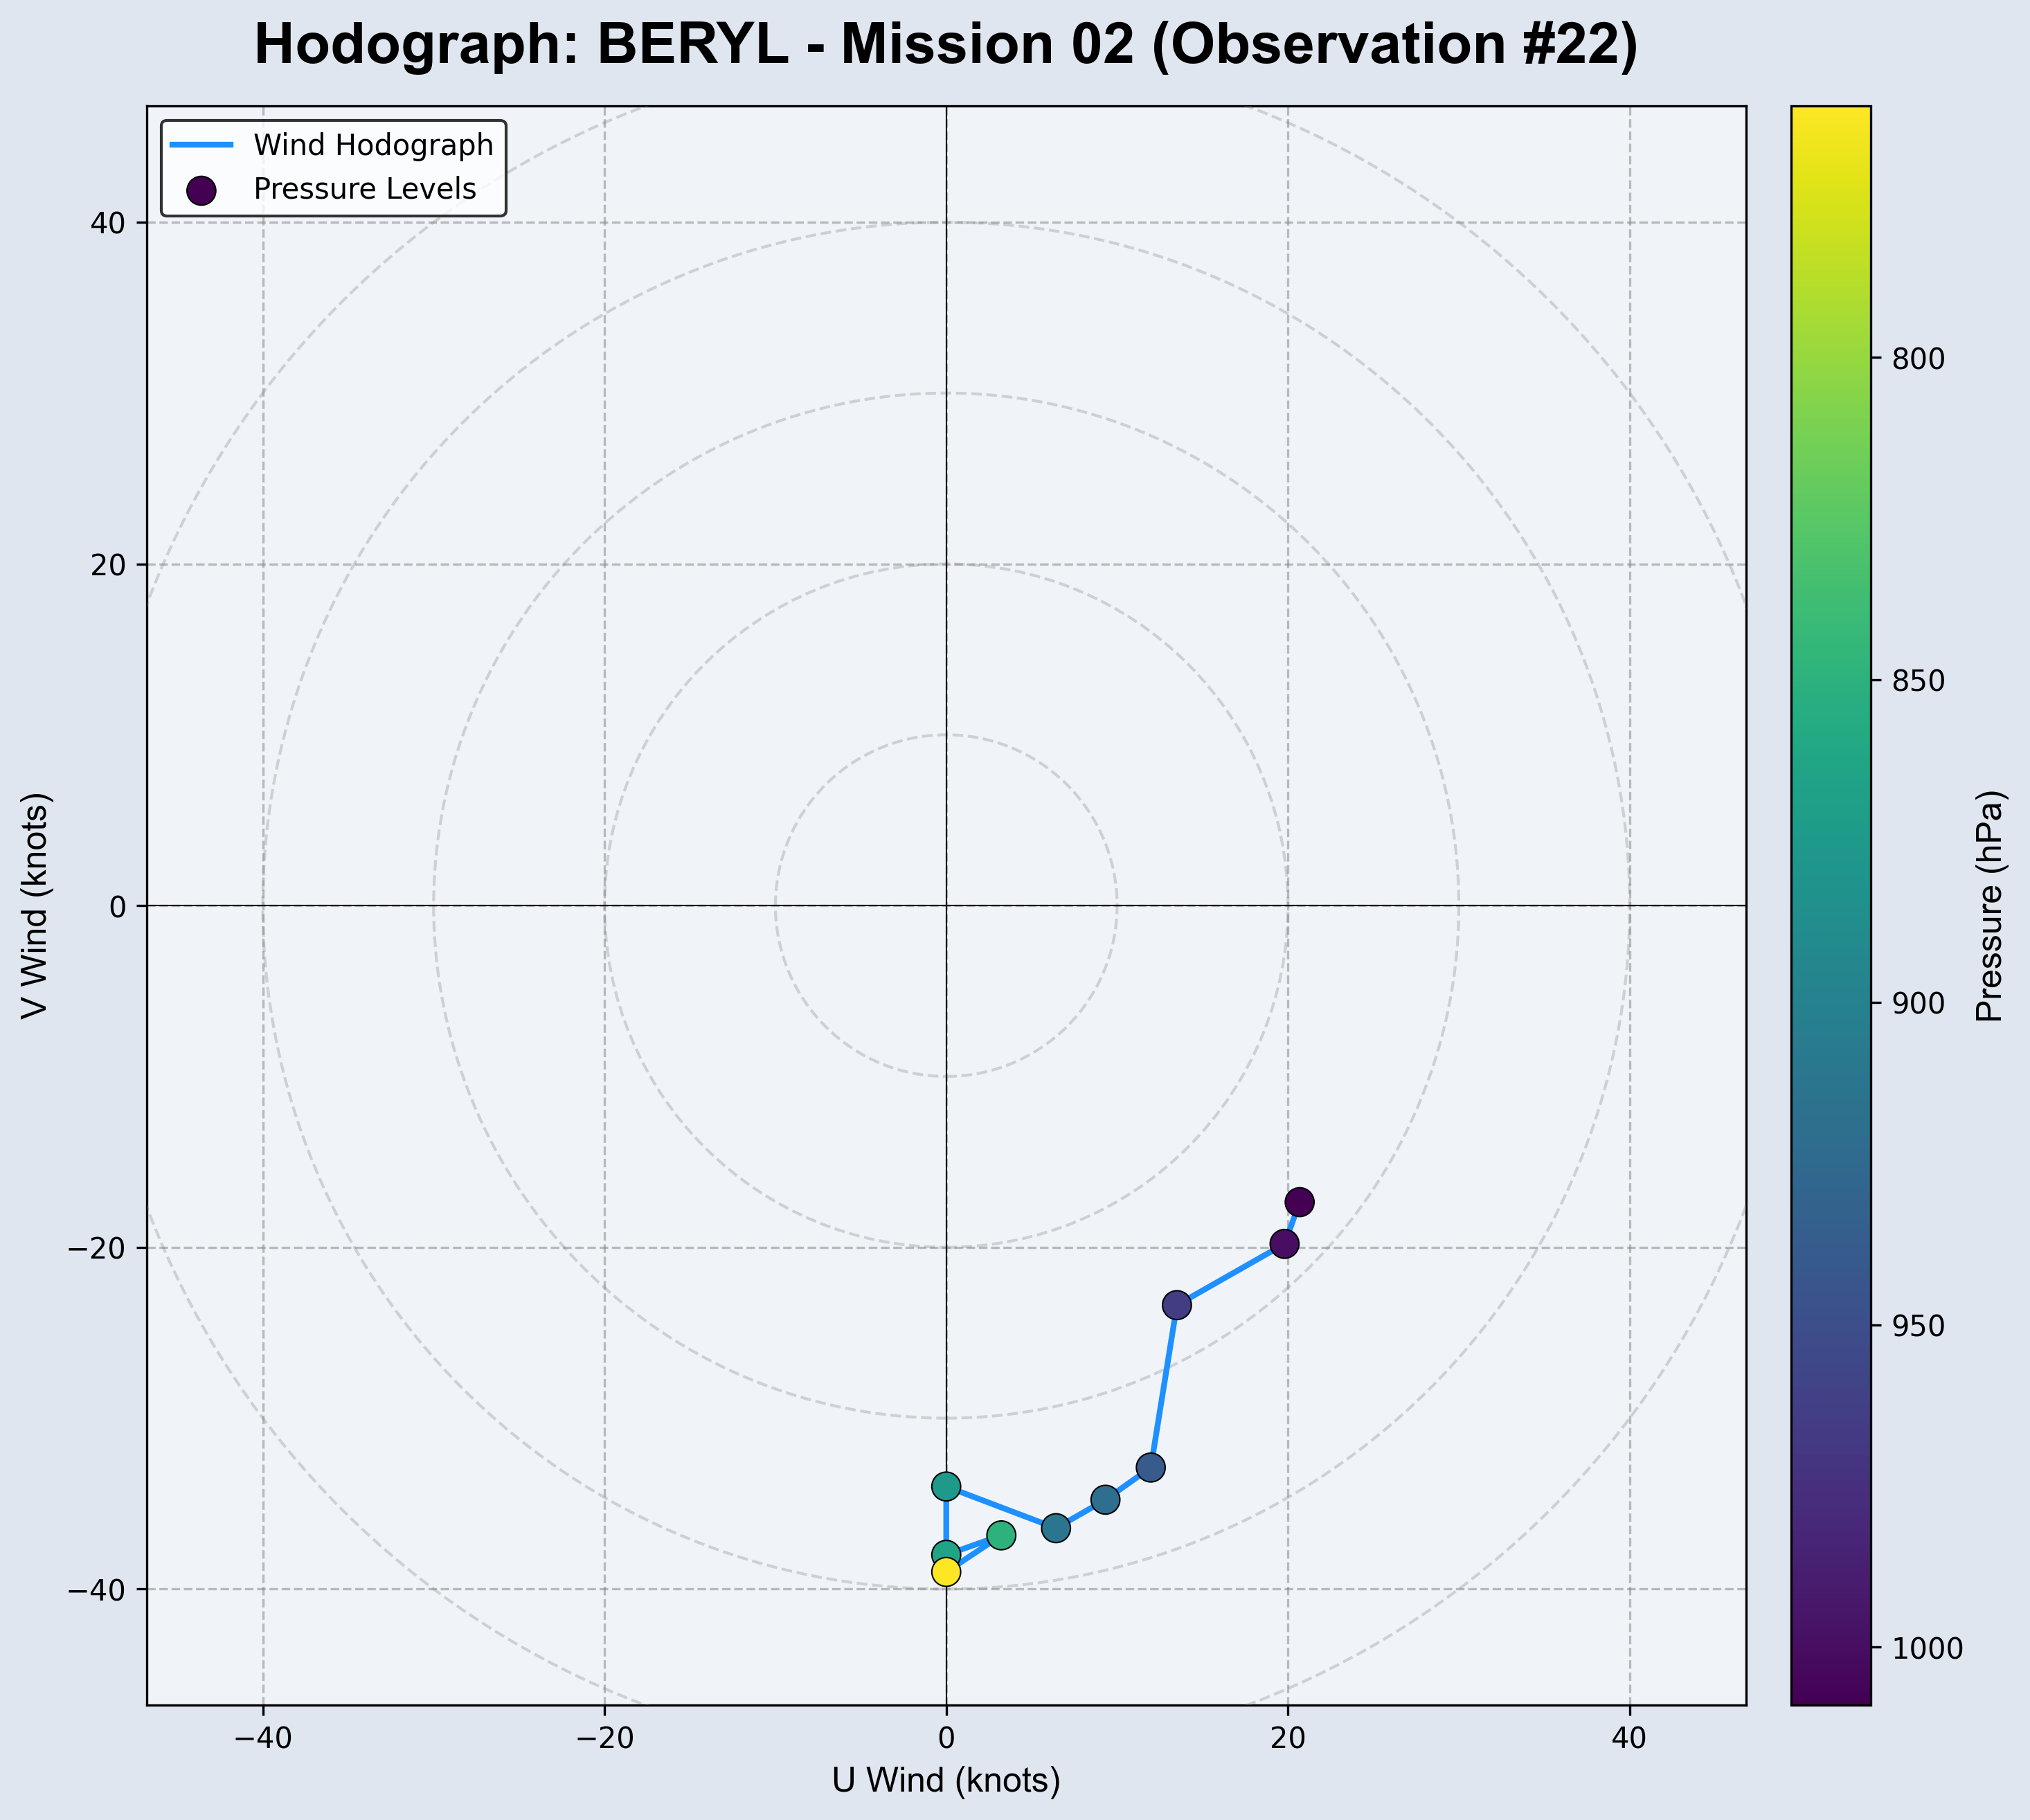 Hodograph: BERYL - Mission 02 (Observation #22)
Wind Hodograph
Pressure Levels
40
20
0
−20
−40
V Wind (knots)
−40
−20
0
20
40
U Wind (knots)
800
850
900
950
1000
Pressure (hPa)